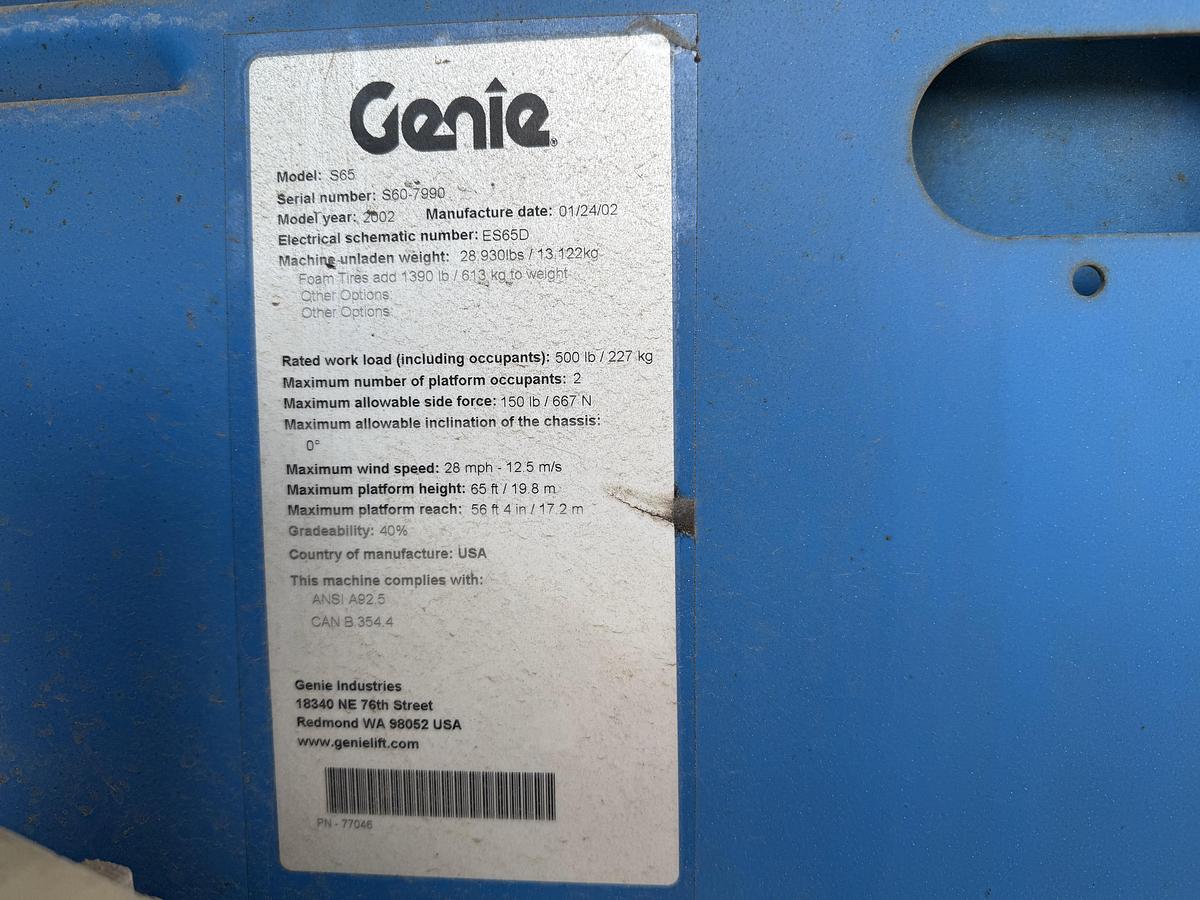 Genie
Model: S65
Serial number: S60-7990
Model year: 2002 Manufacture date: 01/24/02
Electrical schematic number: ES65D
Machine unladen weight: 28,930lbs / 13,122kg
Foam Tires add 1390 lb / 613 kg to weight
Other Options:
Other Options:
Rated work load (including occupants): 500 lb / 227 kg
Maximum number of platform occupants: 2
Maximum allowable side force: 150 lb / 667 N
Maximum allowable inclination of the chassis:
0°
Maximum wind speed: 28 mph - 12.5 m/s
Maximum platform height: 65 ft / 19.8 m
Maximum platform reach: 56 ft 4 in / 17.2 m
Gradeability: 40%
Country of manufacture: USA
This machine complies with:
ANSI A92.5
CAN B.354.4
Genie Industries
18340 NE 76th Street
Redmond WA 98052 USA
www.genielift.com
PN - 77046